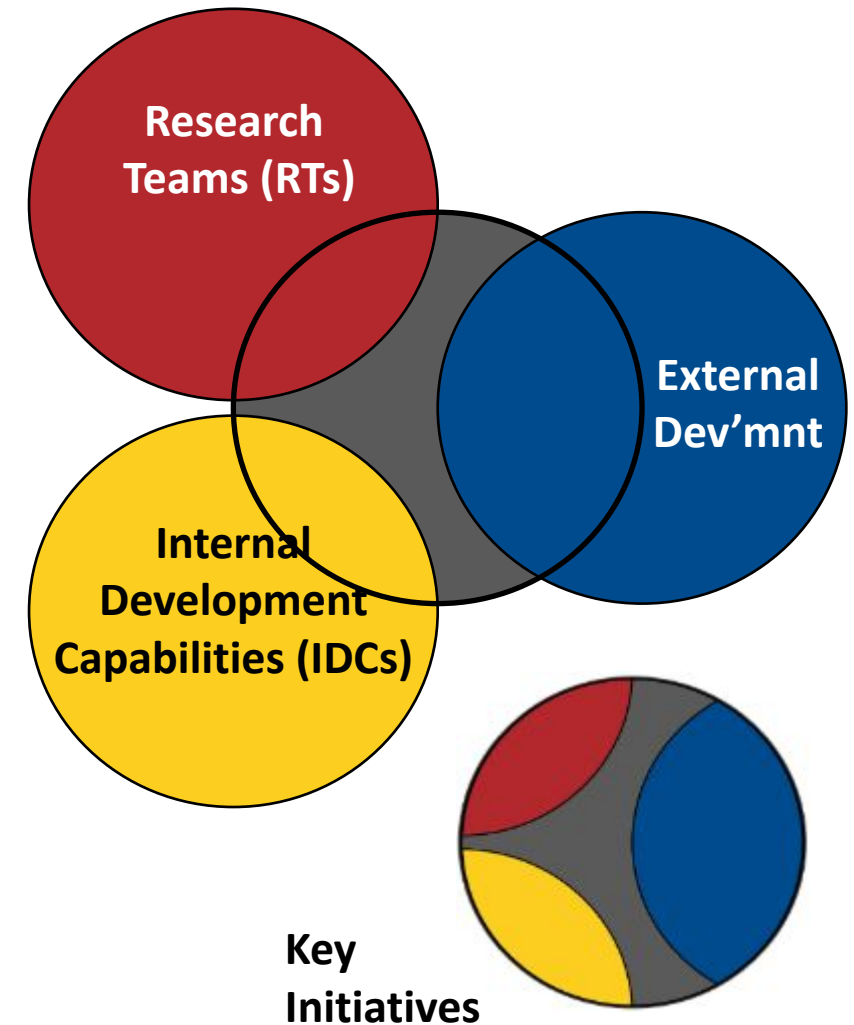 Research
Teams (RTs)
External
Dev’mnt
Internal
Development
Capabilities (IDCs)
Key
Initiatives